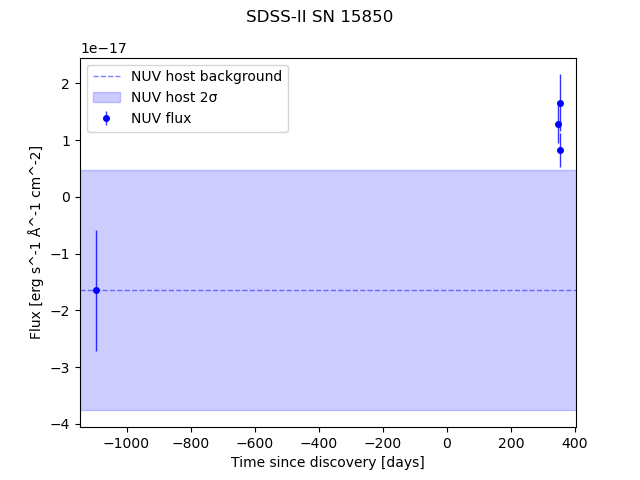 SDSS-II SN 15850
1e−17
NUV host background
NUV host 2σ
NUV flux
2
1
0
−1
−2
−3
−4
Flux [erg s^-1 Å^-1 cm^-2]
−1000 −800 −600 −400 −200 0 200 400
Time since discovery [days]